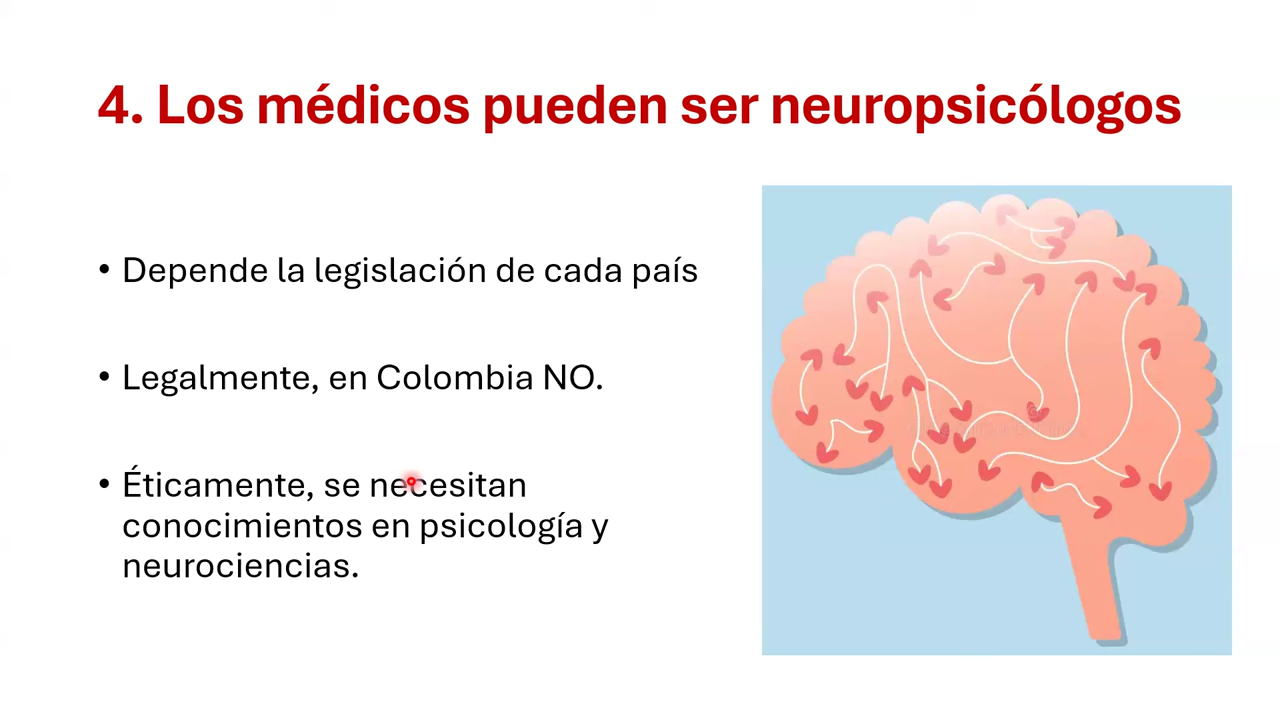 4. Los médicos pueden ser neuropsicólogos
• Depende la legislación de cada país
• Legalmente, en Colombia NO.
• Éticamente, se necesitan
conocimientos en psicología y
neurociencias.